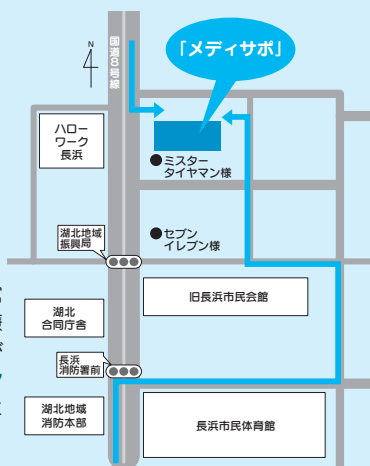 N
国道8号線
「メディサポ」
ハロー
ワーク
長浜
ミスター
タイヤマン様
湖北地域
振興局
セブン
イレブン様
旧長浜市民会館
湖北
合同庁舎
長浜
消防署前
湖北地域
消防本部
長浜市民体育館